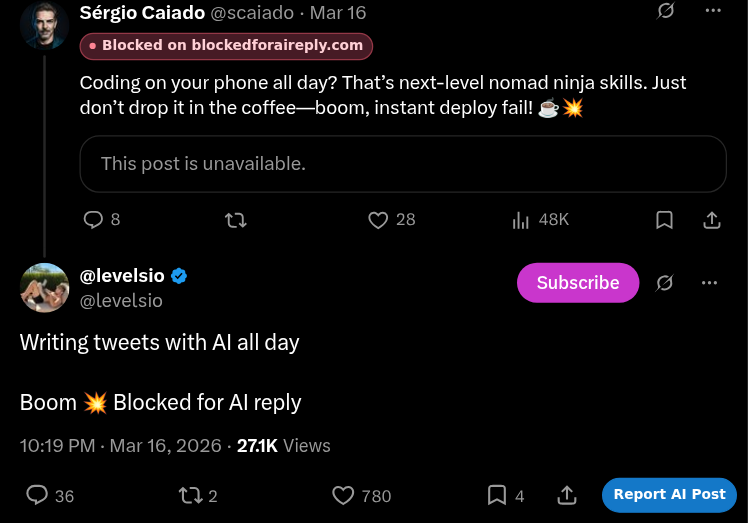 Sérgio Caiado @scaiado · Mar 16
Blocked on blockedforaireply.com
Coding on your phone all day? That’s next-level nomad ninja skills. Just
don’t drop it in the coffee—boom, instant deploy fail! ☕💥
This post is unavailable.
8 28 48K
@levelsio
@levelsio
Subscribe
Writing tweets with AI all day
Boom 💥 Blocked for AI reply
10:19 PM · Mar 16, 2026 · 27.1K Views
36 2 780 4
Report AI Post